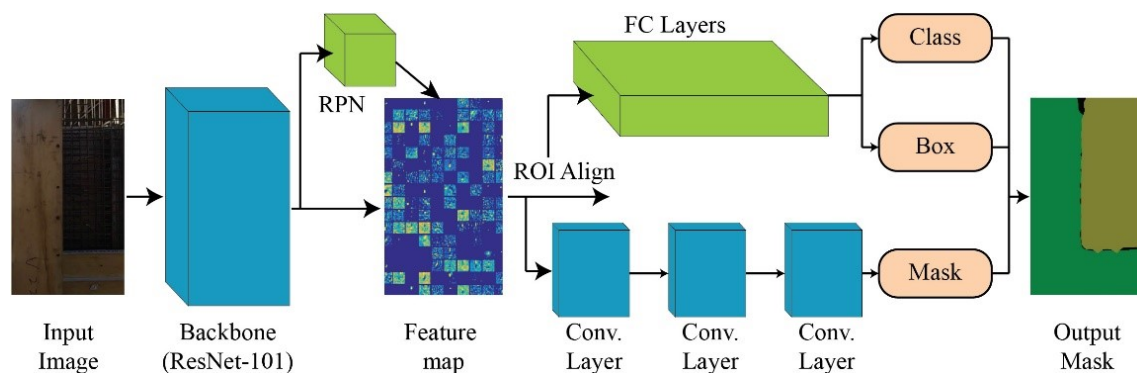 FC Layers
Class
RPN
Box
ROI Align
Mask
Input
Image
Backbone
(ResNet-101)
Feature
map
Conv.
Layer
Conv.
Layer
Conv.
Layer
Output
Mask